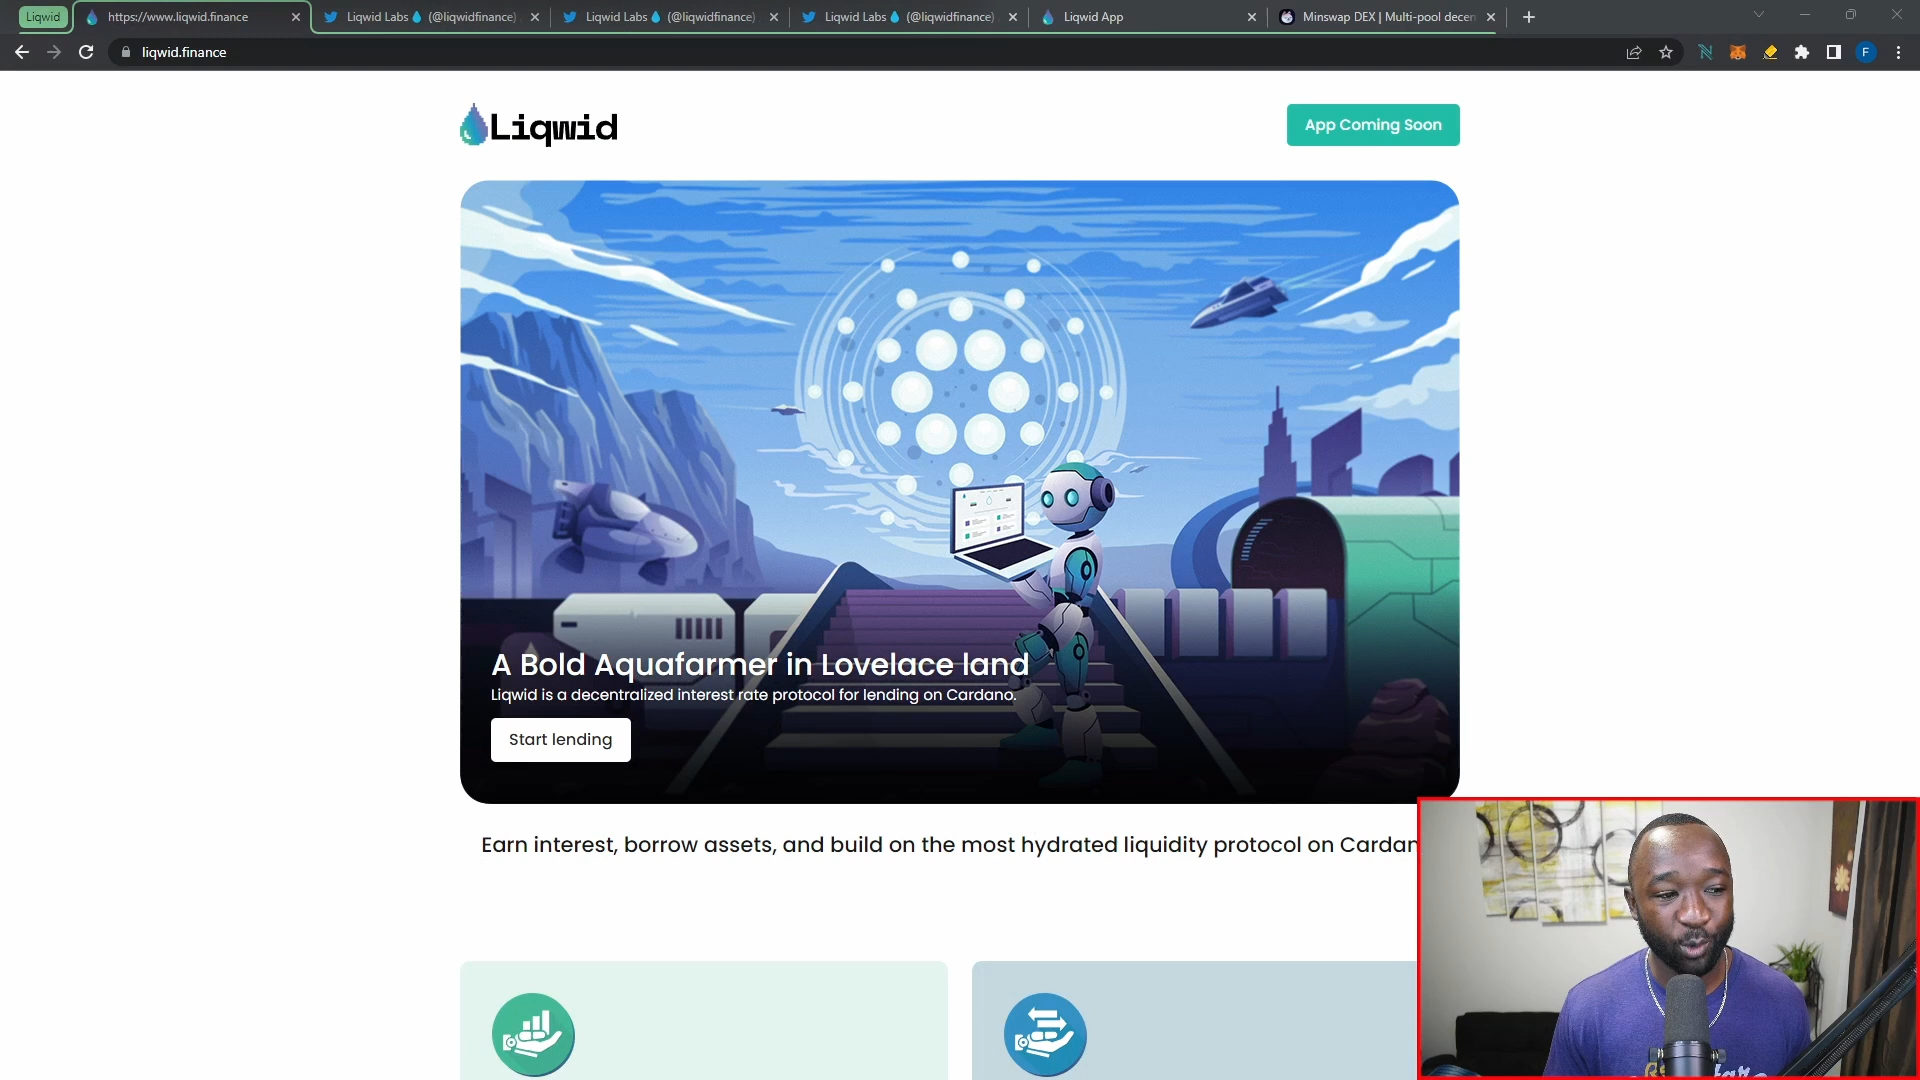 Liqwid
https://www.liqwid.finance
Liqwid Labs💧 (@liqwidfinance)
Liqwid Labs💧 (@liqwidfinance)
Liqwid Labs💧 (@liqwidfinance)
Liqwid App
Minswap DEX | Multi-pool decen
liqwid.finance
F
Liqwid
App Coming Soon
A Bold Aquafarmer in Lovelace land
Liqwid is a decentralized interest rate protocol for lending on Cardano.
Start lending
Earn interest, borrow assets, and build on the most hydrated liquidity protocol on Cardan